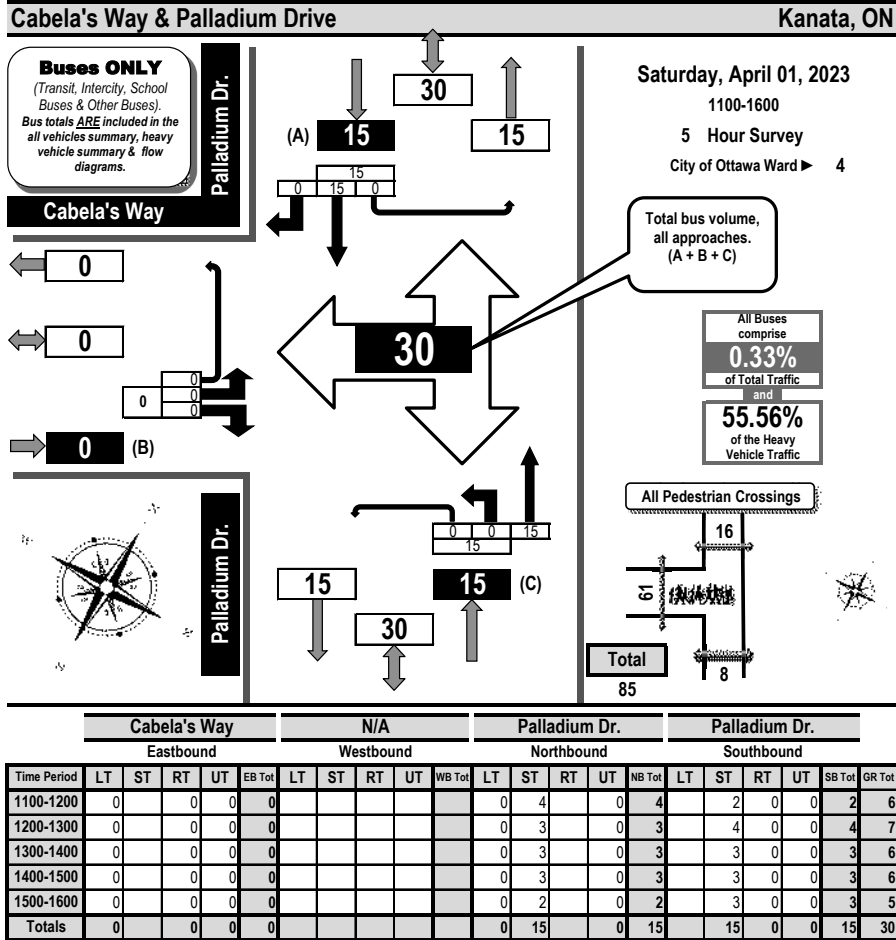 Cabela's Way & Palladium Drive Kanata, ON
Buses ONLY
(Transit, Intercity, School
Buses & Other Buses).
Bus totals ARE included in the
all vehicles summary, heavy
vehicle summary & flow
diagrams.
Palladium Dr.
Cabela's Way
30
(A) 15 15
15
0 15 0
Saturday, April 01, 2023
1100-1600
5 Hour Survey
City of Ottawa Ward ► 4
Total bus volume,
all approaches.
(A + B + C)
0
0
0
0
0
0
0 (B)
30
All Buses
comprise
0.33%
of Total Traffic
and
55.56%
of the Heavy
Vehicle Traffic
Palladium Dr.
0 0 15
15
15 15 (C)
30
All Pedestrian Crossings
16
61
8
Total
85
Cabela's Way N/A Palladium Dr. Palladium Dr.
Eastbound Westbound Northbound Southbound
Time Period LT ST RT UT EB Tot LT ST RT UT WB Tot LT ST RT UT NB Tot LT ST RT UT SB Tot GR Tot
1100-1200 0 0 0 0 0 4 0 4 2 0 0 2 6
1200-1300 0 0 0 0 0 3 0 3 4 0 0 4 7
1300-1400 0 0 0 0 0 3 0 3 3 0 0 3 6
1400-1500 0 0 0 0 0 3 0 3 3 0 0 3 6
1500-1600 0 0 0 0 0 2 0 2 3 0 0 3 5
Totals 0 0 0 0 0 15 0 15 15 0 0 15 30